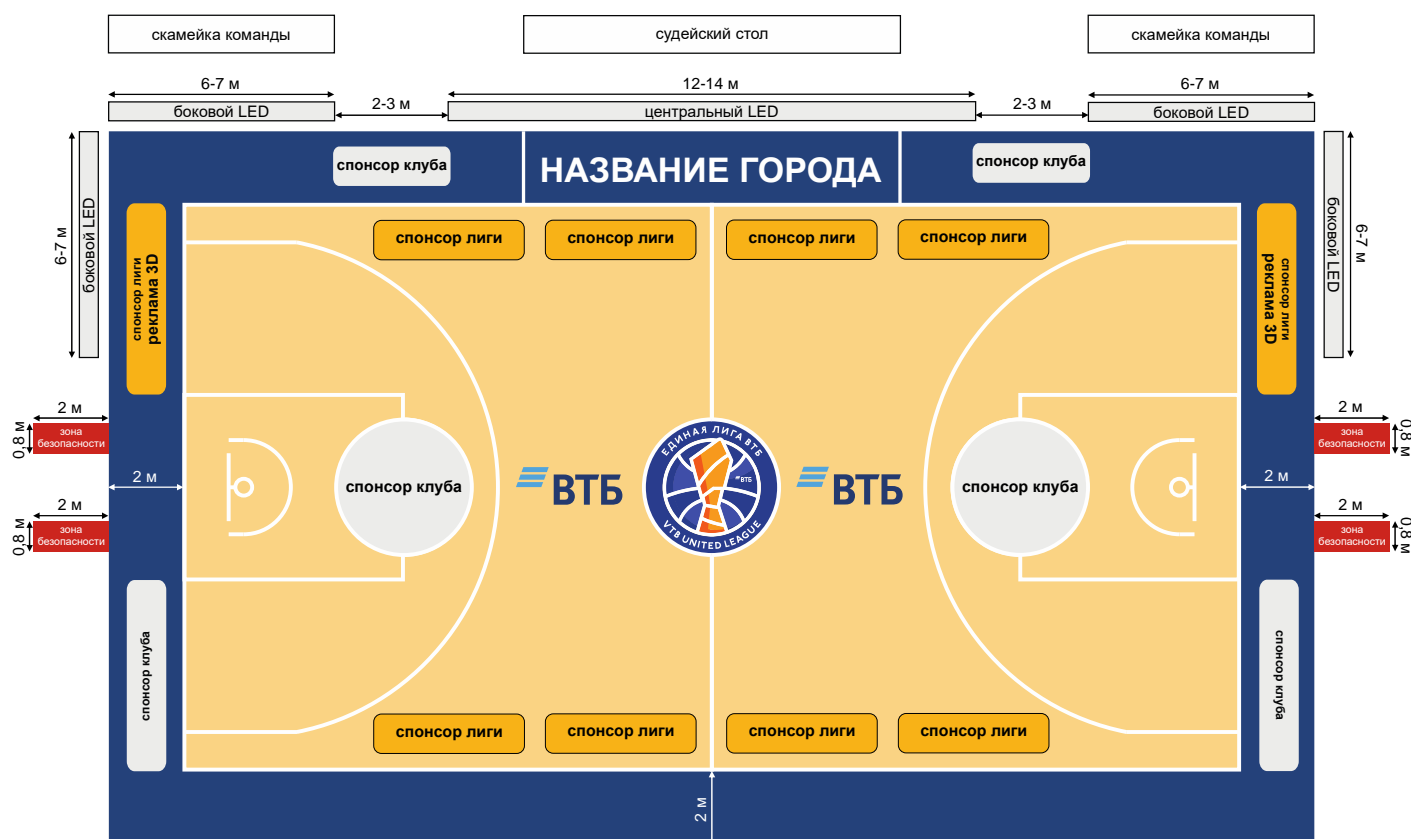 скамейка команды
судейский стол
скамейка команды
6-7 м
12-14 м
6-7 м
боковой LED
2-3 м
центральный LED
2-3 м
боковой LED
спонсор клуба
НАЗВАНИЕ ГОРОДА
спонсор клуба
6-7 м
боковой LED
боковой LED
6-7 м
спонсор лиги
реклама 3D
спонсор лиги
спонсор лиги
спонсор лиги
спонсор лиги
спонсор лиги
реклама 3D
2 м
0,8 м
зона
безопасности
2 м
0,8 м
зона
безопасности
2 м
2 м
2 м
0,8 м
зона
безопасности
2 м
0,8 м
зона
безопасности
спонсор клуба
ВТБ
ЕДИНАЯ ЛИГА ВТБ
ВТБ
VTB UNITED LEAGUE
ВТБ
спонсор клуба
спонсор клуба
спонсор клуба
спонсор лиги
спонсор лиги
спонсор лиги
спонсор лиги
2 м